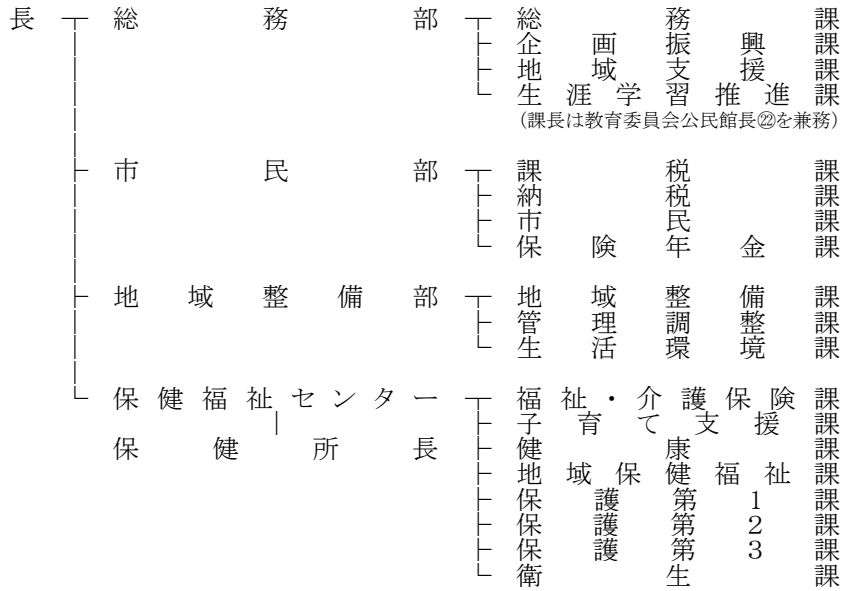 長 総務部 総務課
企画振興課
地域支援課
生涯学習推進課
(課長は教育委員会公民館長㉒を兼務)
市民部 課税課
納税課
市民課
保険年金課
地域整備部 地域整備課
管理調整課
生活環境課
保健福祉センター 福祉・介護保険課
子育て支援課
保健所長 健康課
地域保健福祉課
保護第1課
保護第2課
保護第3課
衛生課